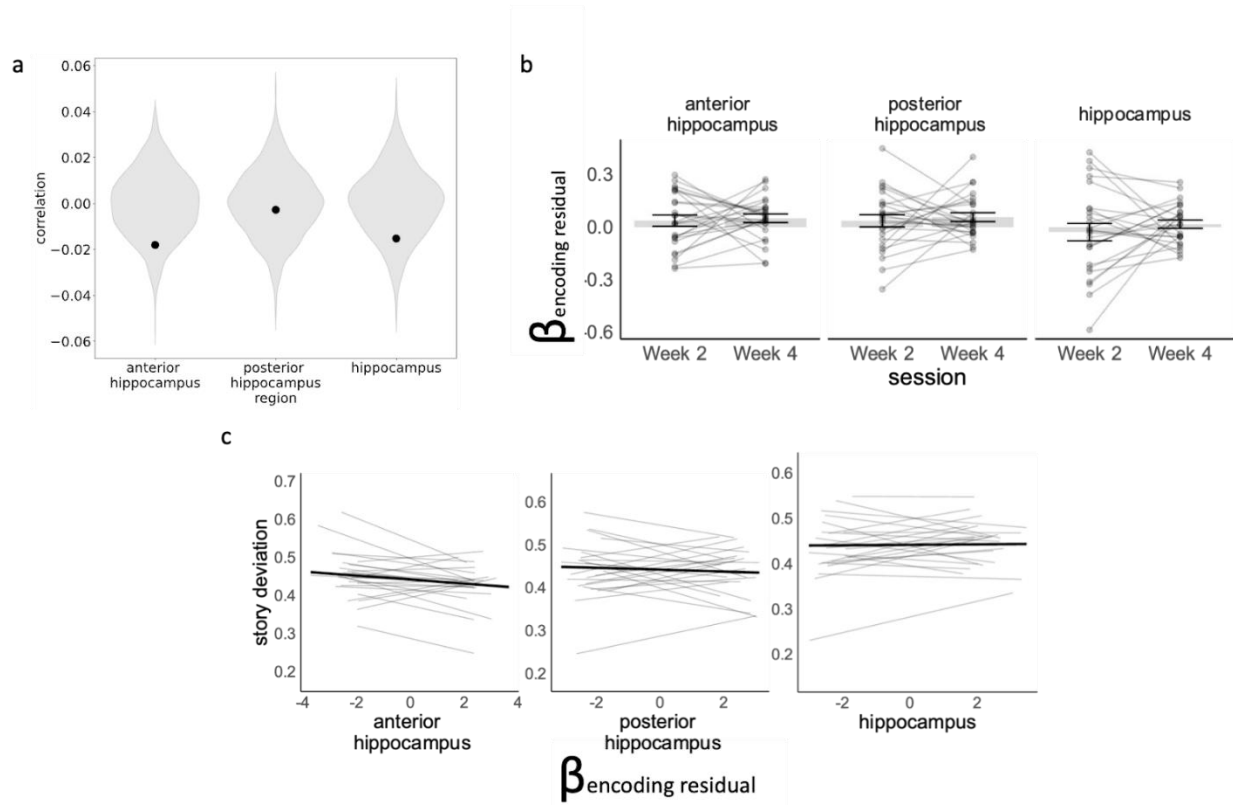 a
0.06
0.04
0.02
0.00
−0.02
−0.04
−0.06
correlation
anterior hippocampus
posterior hippocampus
hippocampus
region
b
anterior hippocampus
posterior hippocampus
hippocampus
0.3
0.0
-0.3
-0.6
β encoding residual
Week 2 Week 4
Week 2 Week 4
Week 2 Week 4
session
c
story deviation
0.7
0.6
0.5
0.4
0.3
0.2
-4 -2 0 2 4
anterior hippocampus
0.6
0.5
0.4
0.3
0.2
-2 0 2
posterior hippocampus
0.6
0.5
0.4
0.3
0.2
-2 0 2
hippocampus
β encoding residual